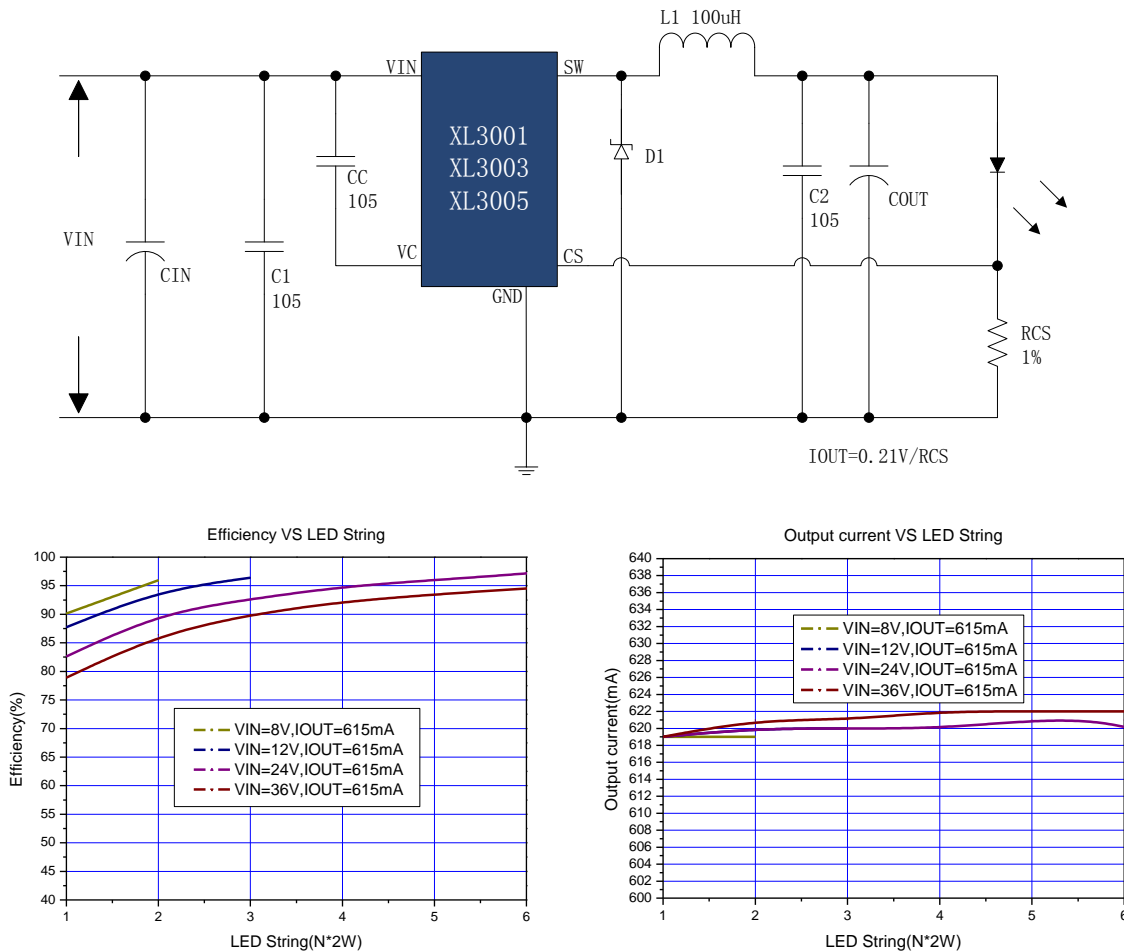 L1 100uH
VIN
SW
XL3001
XL3003
XL3005
D1
CC
105
C2
105
COUT
VIN
CIN
C1
105
VC
CS
GND
RCS
1%
IOUT=0.21V/RCS
Efficiency VS LED String
100
95
90
85
80
75
70
65
60
55
50
45
40
Efficiency(%)
VIN=8V,IOUT=615mA
VIN=12V,IOUT=615mA
VIN=24V,IOUT=615mA
VIN=36V,IOUT=615mA
1 2 3 4 5 6
LED String(N*2W)
Output current VS LED String
640
638
636
634
632
630
628
626
624
622
620
618
616
614
612
610
608
606
604
602
600
Output current(mA)
VIN=8V,IOUT=615mA
VIN=12V,IOUT=615mA
VIN=24V,IOUT=615mA
VIN=36V,IOUT=615mA
1 2 3 4 5 6
LED String(N*2W)